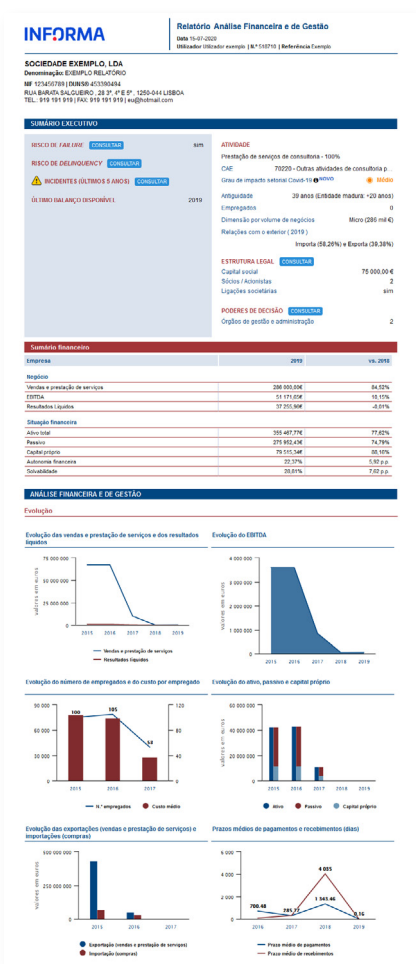 INFORMA
Relatório Análise Financeira e de Gestão
Data 15-07-2020
Utilizador Utilizador exemplo | N.º 516710 | Referência Exemplo
SOCIEDADE EXEMPLO, LDA
Denominação: EXEMPLO RELATÓRIO
NIF 123456789 | DUNS® 453390494
RUA BARATA SALGUEIRO , 28 3º, 4º E 5º , 1250-044 LISBOA
TEL.: 919 191 919 | FAX: 919 191 919 | eu@hotmail.com
SUMÁRIO EXECUTIVO
RISCO DE FAILURE CONSULTAR sim
RISCO DE DELINQUENCY CONSULTAR
INCIDENTES (ÚLTIMOS 5 ANOS) CONSULTAR
ÚLTIMO BALANÇO DISPONÍVEL 2019
ATIVIDADE
Prestação de serviços de consultoria - 100%
CAE 70220 - Outras atividades de consultoria p...
Grau de impacto setorial Covid-19 NOVO Médio
Antiguidade 39 anos (Entidade madura: +20 anos)
Empregados 0
Dimensão por volume de negócios Micro (286 mil €)
Relações com o exterior ( 2019 )
Importa (58,26%) e Exporta (39,38%)
ESTRUTURA LEGAL CONSULTAR
Capital social 75 000,00 €
Sócios / Acionistas 2
Ligações societárias sim
PODERES DE DECISÃO CONSULTAR
Órgãos de gestão e administração 2
Sumário financeiro
Empresa 2019 vs. 2018
Negócio
Vendas e prestação de serviços 286 000,00€ 84,52%
EBITDA 51 171,05€ 18,15%
Resultados Líquidos 37 255,96€ -8,01%
Situação financeira
Ativo total 355 467,77€ 77,62%
Passivo 275 952,43€ 74,79%
Capital próprio 79 515,34€ 88,16%
Autonomia financeira 22,37% 5,92 p.p.
Solvabilidade 28,81% 7,02 p.p.
ANÁLISE FINANCEIRA E DE GESTÃO
Evolução
Evolução das vendas e prestação de serviços e dos resultados líquidos
valores em euros
75 000 000
50 000 000
25 000 000
0
2015 2016 2017 2018 2019
Vendas e prestação de serviços
Resultados líquidos
Evolução do EBITDA
valores em euros
4 000 000
3 000 000
2 000 000
1 000 000
0
2015 2016 2017 2018 2019
Evolução do número de empregados e do custo por empregado
90 000
60 000
30 000
0
120
80
40
0
100 105 53
2015 2016 2017
N.º empregados Custo médio
Evolução do ativo, passivo e capital próprio
valores em euros
60 000 000
40 000 000
20 000 000
0
2015 2016 2017 2018 2019
Ativo Passivo Capital próprio
Evolução das exportações (vendas e prestação de serviços) e importações (compras)
valores em euros
500 000 000
250 000 000
0
2015 2016 2017
Exportação (vendas e prestação de serviços)
Importação (compras)
Prazos médios de pagamentos e recebimentos (dias)
6 000
4 000
2 000
0
4 035
1 343.46
0.16
2016 2017 2018 2019
Prazo médio de pagamentos
Prazo médio de recebimentos